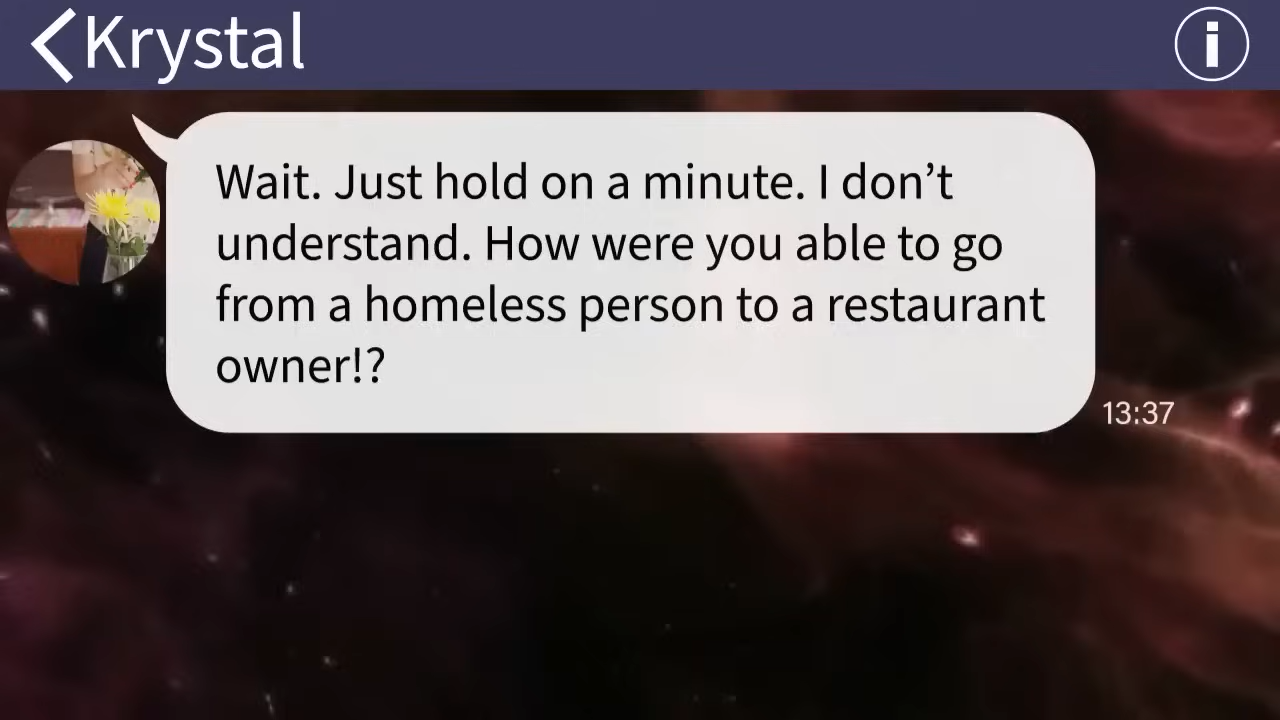 Krystal
Wait. Just hold on a minute. I don’t
understand. How were you able to go
from a homeless person to a restaurant
owner!?
13:37